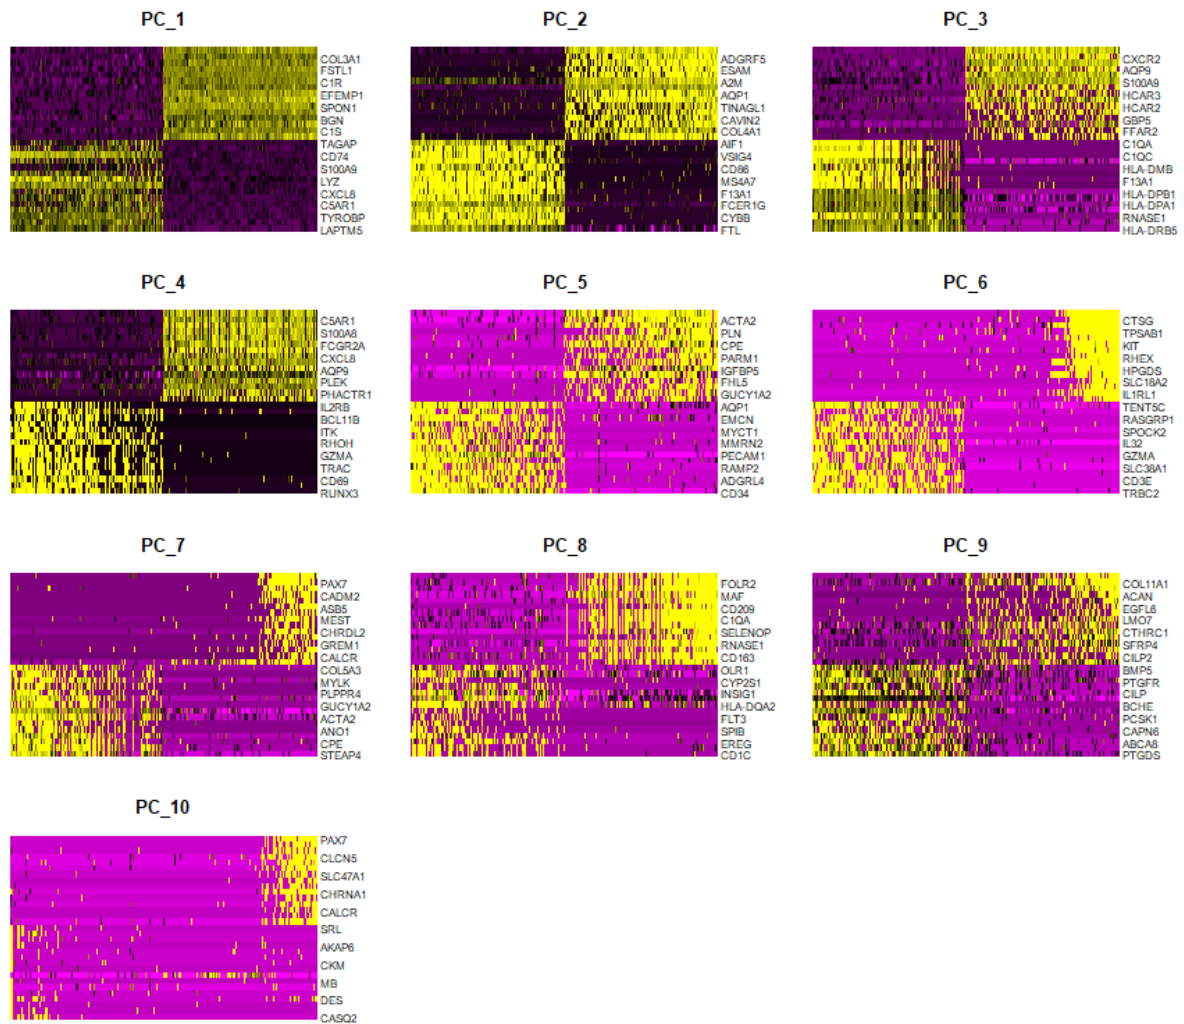 PC_1
COL3A1
FSTL1
C1R
EFEMP1
SPON1
BGN
C1S
TAGAP
CD74
S100A9
LYZ
CXCL8
C5AR1
TYROBP
LAPTM5
PC_2
ADGRF5
ESAM
A2M
AQP1
TINAGL1
CAVIN2
COL4A1
AIF1
VSIG4
CD86
MS4A7
F13A1
FCER1G
CYBB
FTL
PC_3
CXCR2
AQP9
S100A9
HCAR3
HCAR2
GBP5
FFAR2
C1QA
C1QC
HLA-DMB
F13A1
HLA-DPB1
HLA-DPA1
RNASE1
HLA-DRB5
PC_4
C5AR1
S100A8
FCGR2A
CXCL8
AQP9
PLEK
PHACTR1
IL2RB
BCL11B
ITK
RHOH
GZMA
TRAC
CD69
RUNX3
PC_5
ACTA2
PLN
CPE
PARM1
IGFBP5
FHL5
GUCY1A2
AQP1
EMCN
MYCT1
MMRN2
PECAM1
RAMP2
ADGRL4
CD34
PC_6
CTSG
TPSAB1
KIT
RHEX
HPGDS
SLC18A2
IL1RL1
TENT5C
RASGRP1
SPOCK2
IL32
GZMA
SLC38A1
CD3E
TRBC2
PC_7
PAX7
CADM2
ASB5
MEST
CHRDL2
GREM1
CALCR
COL5A3
MYLK
PLPPR4
GUCY1A2
ACTA2
ANO1
CPE
STEAP4
PC_8
FOLR2
MAF
CD209
C1QA
SELENOP
RNASE1
CD163
OLR1
CYP2S1
INSIG1
HLA-DQA2
FLT3
SPIB
EREG
CD1C
PC_9
COL11A1
ACAN
EGFL6
LMO7
CTHRC1
SFRP4
CILP2
BMP5
PTGFR
CILP
BCHE
PCSK1
CAPN6
ABCA8
PTGDS
PC_10
PAX7
CLCN5
SLC47A1
CHRNA1
CALCR
SRL
AKAP6
CKM
MB
DES
CASQ2